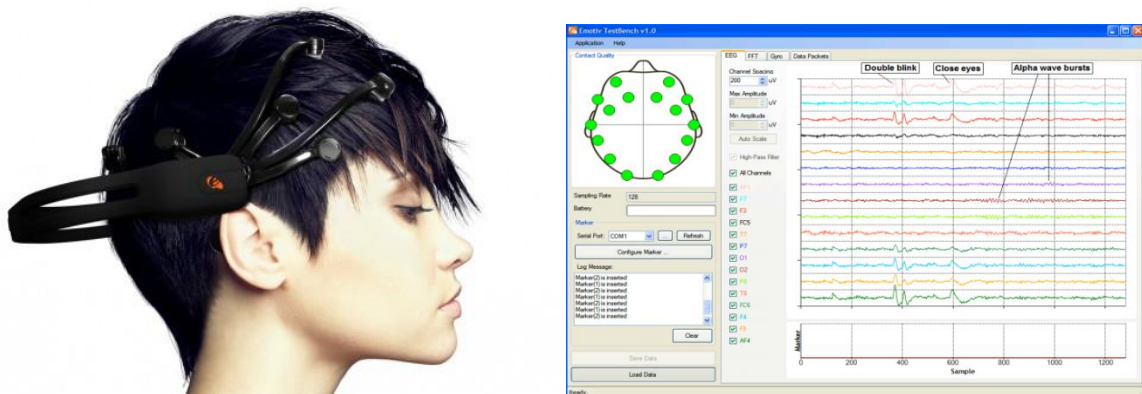 Emotiv TestBench v1.0
Application Help
Contact Quality
Sampling Rate 128
Battery
Marker
Serial Port: COM1 ... Refresh
Configure Marker ...
Log Message:
Marker(2) is inserted
Marker(1) is inserted
Marker(2) is inserted
Marker(1) is inserted
Marker(2) is inserted
Marker(1) is inserted
Marker(2) is inserted
Clear
Save Data
Load Data
Ready.
EEG FFT Gyro Data Packets
Channel Spacing
200 uV
Max Amplitude
uV
Min Amplitude
uV
Auto Scale
High-Pass Filter
All Channels
F7
F3
FC5
T7
P7
O1
O2
P8
T8
FC6
F4
F8
AF4
Double blink Close eyes Alpha wave bursts
Marker
0 200 400 600 800 1000 1200
Sample